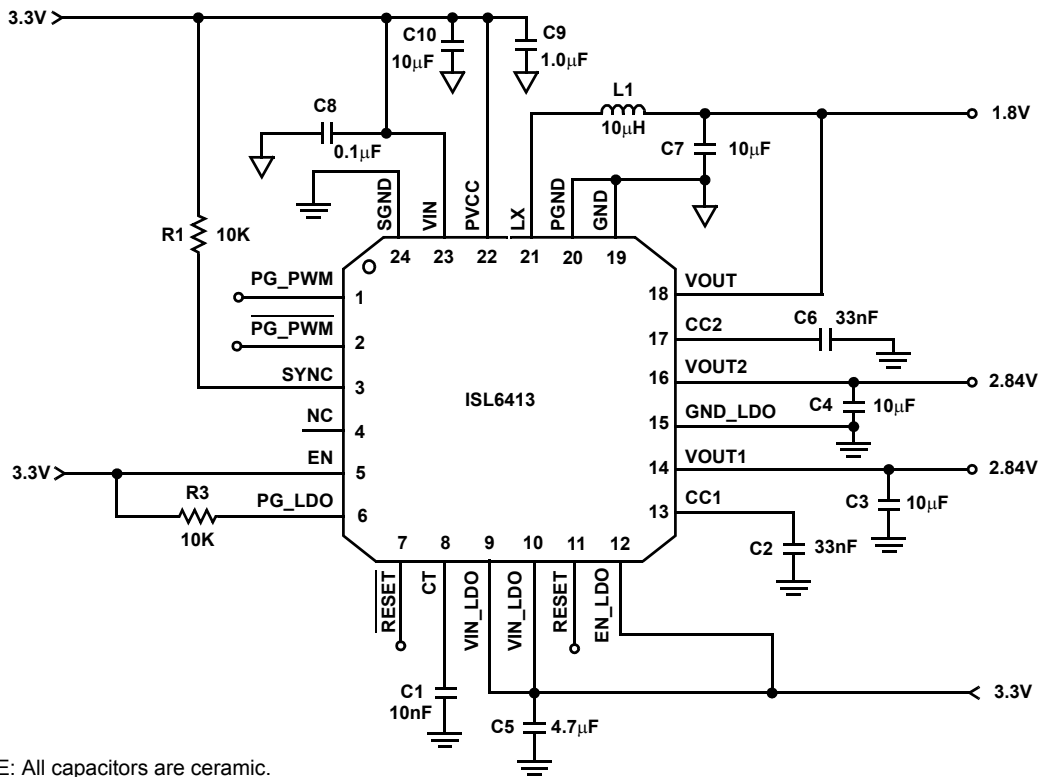 3.3V
C10
10µF
C9
1.0µF
L1
10µH
1.8V
C8
0.1µF
C7
10µF
SGND
VIN
PVCC
LX
PGND
GND
R1
10K
24
23
22
21
20
19
PG_PWM
1
18
VOUT
PG_PWM
2
17
CC2
C6
33nF
SYNC
3
16
VOUT2
2.84V
ISL6413
C4
10µF
NC
4
15
GND_LDO
3.3V
EN
5
14
VOUT1
2.84V
R3
10K
PG_LDO
6
13
CC1
C3
10µF
7
8
9
10
11
12
C2
33nF
RESET
CT
VIN_LDO
VIN_LDO
RESET
EN_LDO
C1
10nF
C5
4.7µF
3.3V
E: All capacitors are ceramic.